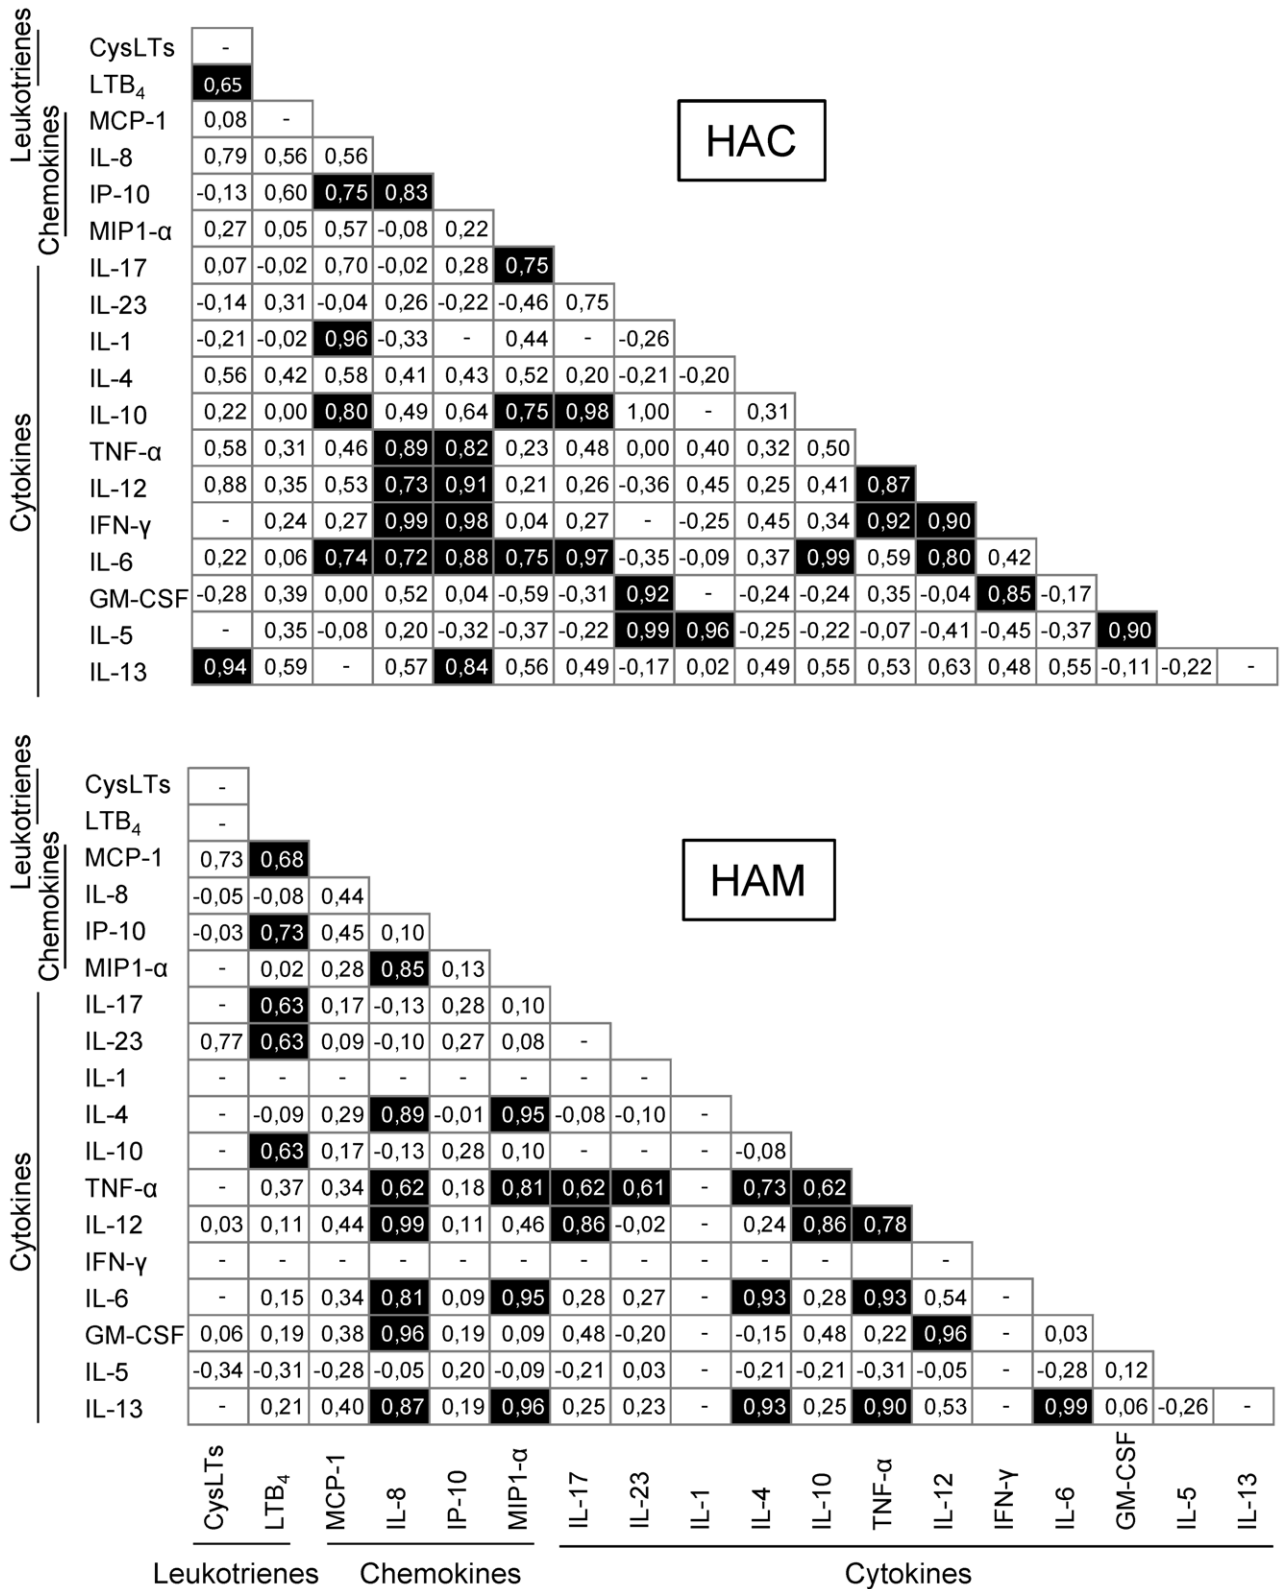 Leukotrienes
Chemokines
Cytokines
HAC
CysLTs -
LTB4 0,65
MCP-1 0,08 -
IL-8 0,79 0,56 0,56
IP-10 -0,13 0,60 0,75 0,83
MIP1-α 0,27 0,05 0,57 -0,08 0,22
IL-17 0,07 -0,02 0,70 -0,02 0,28 0,75
IL-23 -0,14 0,31 -0,04 0,26 -0,22 -0,46 0,75
IL-1 -0,21 -0,02 0,96 -0,33 - 0,44 - -0,26
IL-4 0,56 0,42 0,58 0,41 0,43 0,52 0,20 -0,21 -0,20
IL-10 0,22 0,00 0,80 0,49 0,64 0,75 0,98 1,00 - 0,31
TNF-α 0,58 0,31 0,46 0,89 0,82 0,23 0,48 0,00 0,40 0,32 0,50
IL-12 0,88 0,35 0,53 0,73 0,91 0,21 0,26 -0,36 0,45 0,25 0,41 0,87
IFN-γ - 0,24 0,27 0,99 0,98 0,04 0,27 - -0,25 0,45 0,34 0,92 0,90
IL-6 0,22 0,06 0,74 0,72 0,88 0,75 0,97 -0,35 -0,09 0,37 0,99 0,59 0,80 0,42
GM-CSF -0,28 0,39 0,00 0,52 0,04 -0,59 -0,31 0,92 - -0,24 -0,24 0,35 -0,04 0,85 -0,17
IL-5 - 0,35 -0,08 0,20 -0,32 -0,37 -0,22 0,99 0,96 -0,25 -0,22 -0,07 -0,41 -0,45 -0,37 0,90
IL-13 0,94 0,59 - 0,57 0,84 0,56 0,49 -0,17 0,02 0,49 0,55 0,53 0,63 0,48 0,55 -0,11 -0,22 -
Leukotrienes
Chemokines
Cytokines
HAM
CysLTs -
LTB4 -
MCP-1 0,73 0,68
IL-8 -0,05 -0,08 0,44
IP-10 -0,03 0,73 0,45 0,10
MIP1-α - 0,02 0,28 0,85 0,13
IL-17 - 0,63 0,17 -0,13 0,28 0,10
IL-23 0,77 0,63 0,09 -0,10 0,27 0,08 -
IL-1 - - - - - - - -
IL-4 - -0,09 0,29 0,89 -0,01 0,95 -0,08 -0,10 -
IL-10 - 0,63 0,17 -0,13 0,28 0,10 - - - -0,08
TNF-α - 0,37 0,34 0,62 0,18 0,81 0,62 0,61 - 0,73 0,62
IL-12 0,03 0,11 0,44 0,99 0,11 0,46 0,86 -0,02 - 0,24 0,86 0,78
IFN-γ - - - - - - - - - - - -
IL-6 - 0,15 0,34 0,81 0,09 0,95 0,28 0,27 - 0,93 0,28 0,93 0,54 -
GM-CSF 0,06 0,19 0,38 0,96 0,19 0,09 0,48 -0,20 - -0,15 0,48 0,22 0,96 - 0,03
IL-5 -0,34 -0,31 -0,28 -0,05 0,20 -0,09 -0,21 0,03 - -0,21 -0,21 -0,31 -0,05 - -0,28 0,12
IL-13 - 0,21 0,40 0,87 0,19 0,96 0,25 0,23 - 0,93 0,25 0,90 0,53 - 0,99 0,06 -0,26 -
CysLTs LTB4 MCP-1 IL-8 IP-10 MIP1-α IL-17 IL-23 IL-1 IL-4 IL-10 TNF-α IL-12 IFN-γ IL-6 GM-CSF IL-5 IL-13
Leukotrienes Chemokines Cytokines